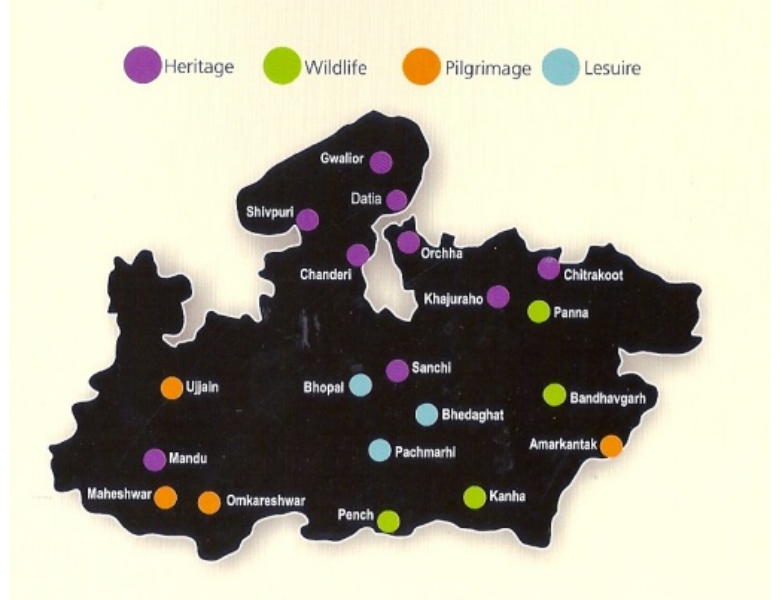 Heritage Wildlife Pilgrimage Lesuire
Gwalior
Datia
Shivpuri
Orchha
Chanderi
Chitrakoot
Khajuraho
Panna
Sanchi
Ujjain
Bhopal
Bandhavgarh
Bhedaghat
Amarkantak
Pachmarhi
Mandu
Maheshwar
Omkareshwar
Kanha
Pench